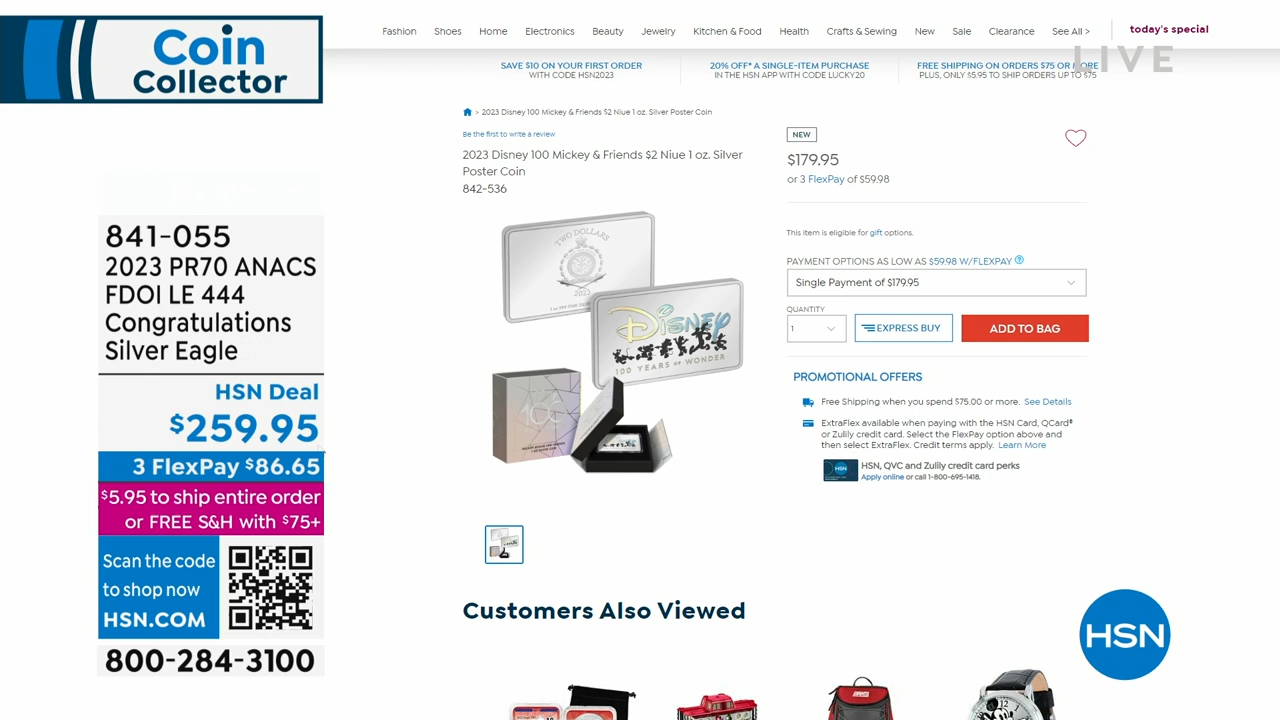 Coin
Collector
841-055
2023 PR70 ANACS
FDOI LE 444
Congratulations
Silver Eagle
HSN Deal
$259.95
3 FlexPay $86.65
$5.95 to ship entire order
or FREE S&H with $75+
Scan the code
to shop now
HSN.COM
800-284-3100
Fashion Shoes Home Electronics Beauty Jewelry Kitchen & Food Health Crafts & Sewing New Sale Clearance See All > today's special
LIVE
SAVE $10 ON YOUR FIRST ORDER
WITH CODE HSN2023
20% OFF* A SINGLE-ITEM PURCHASE
IN THE HSN APP WITH CODE LUCKY20
FREE SHIPPING ON ORDERS $75 OR MORE
PLUS, ONLY $5.95 TO SHIP ORDERS UP TO $75
> 2023 Disney 100 Mickey & Friends $2 Niue 1 oz. Silver Poster Coin
Be the first to write a review
2023 Disney 100 Mickey & Friends $2 Niue 1 oz. Silver
Poster Coin
842-536
TWO DOLLARS
2023
Disney
100 YEARS of WONDER
100
NEW
$179.95
or 3 FlexPay of $59.98
This item is eligible for gift options.
PAYMENT OPTIONS AS LOW AS $59.98 W/FLEXPAY ?
Single Payment of $179.95
QUANTITY
1
EXPRESS BUY
ADD TO BAG
PROMOTIONAL OFFERS
Free Shipping when you spend $75.00 or more. See Details
ExtraFlex available when paying with the HSN Card, QCard®
or Zulily credit card. Select the FlexPay option above and
then select ExtraFlex. Credit terms apply. Learn More
HSN
HSN, QVC and Zulily credit card perks
Apply online or call 1-800-695-1418.
Customers Also Viewed
HSN